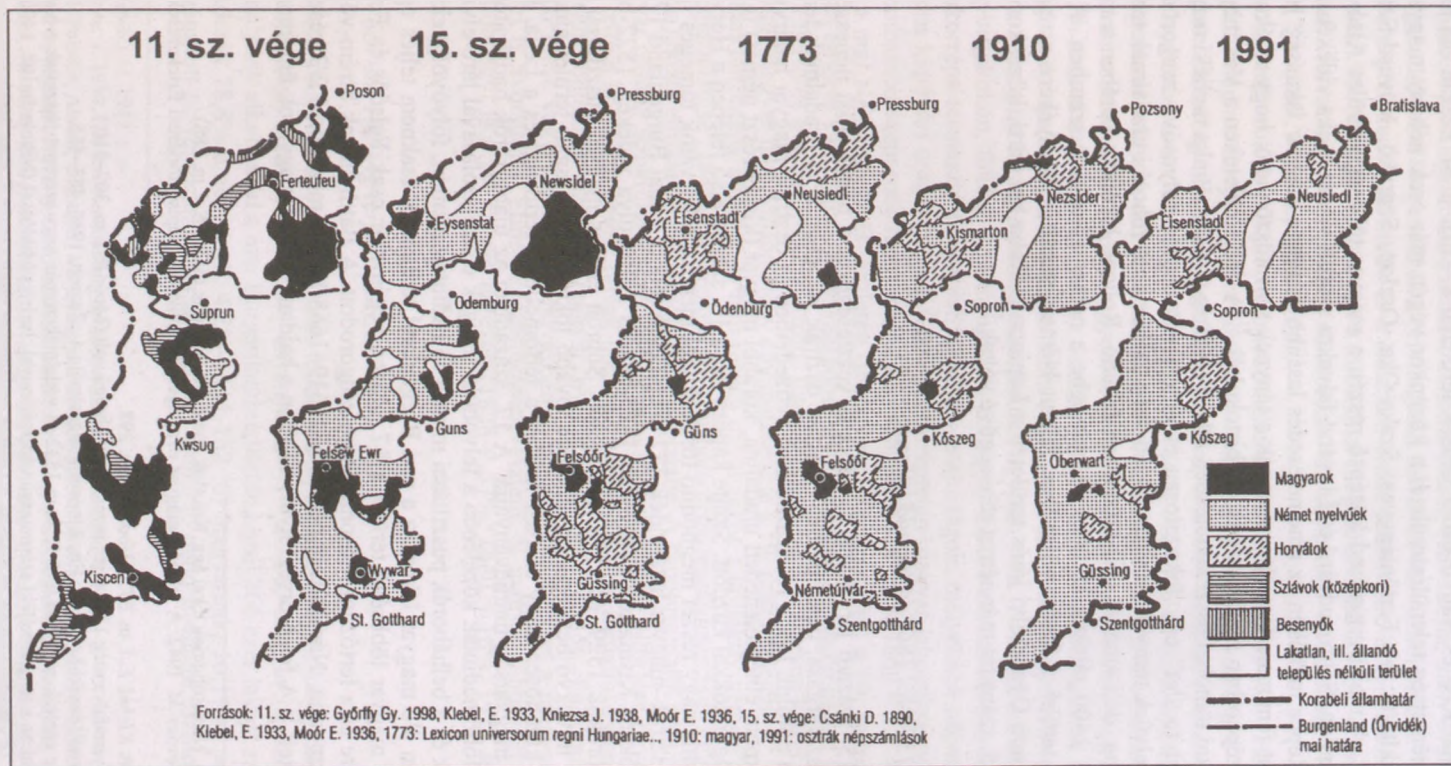 11. sz. vége
15. sz. vége
1773
1910
1991
Poson
Ferteufeu
Suprun
Kwsug
Kiscen
Pressburg
Newsidel
Eysenstat
Odemburg
Guns
Felsew Ewr
Wywar
St. Gotthard
Pressburg
Neusiedl
Eisenstadt
Ödenburg
Güns
Felsőőr
Güssing
St. Gotthard
Pozsony
Nezsider
Kismarton
Sopron
Kőszeg
Felsőőr
Németújvár
Szentgotthárd
Bratislava
Neusiedl
Eisenstadt
Sopron
Kőszeg
Oberwart
Güssing
Szentgotthárd
Magyarok
Német nyelvűek
Horvátok
Szlávok (középkori)
Besenyők
Lakatlan, ill. állandó
település nélküli terület
Korabeli államhatár
Burgenland (Őrvidék)
mai határa
Források: 11. sz. vége: Győrffy Gy. 1998, Klebel, E. 1933, Kniezsa J. 1938, Moór E. 1936, 15. sz. vége: Csánki D. 1890,
Klebel, E. 1933, Moór E. 1936, 1773: Lexicon universorum regni Hungariae.., 1910: magyar, 1991: osztrák népszámlások